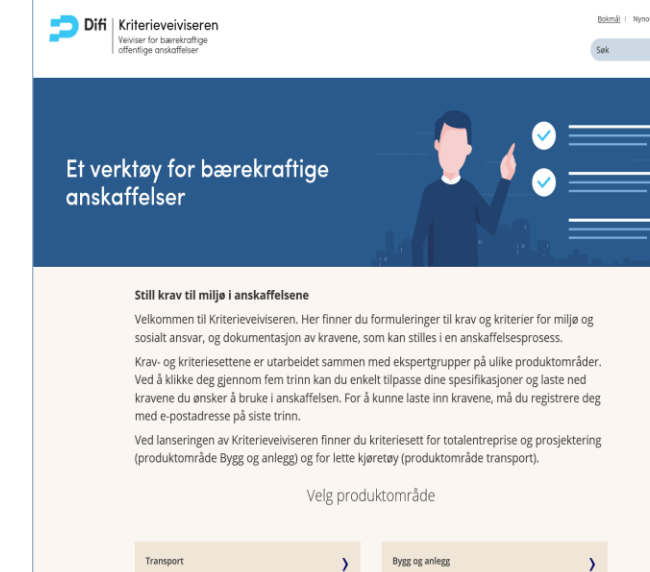 Difi
Kriterieveiviseren
Veiviser for bærekraftige
offentlige anskaffelser
Bokmål | Nyno
Søk
Et verktøy for bærekraftige
anskaffelser
Still krav til miljø i anskaffelsene
Velkommen til Kriterieveiviseren. Her finner du formuleringer til krav og kriterier for miljø og
sosialt ansvar, og dokumentasjon av kravene, som kan stilles i en anskaffelsesprosess.
Krav- og kriteriesettene er utarbeidet sammen med ekspertgrupper på ulike produktområder.
Ved å klikke deg gjennom fem trinn kan du enkelt tilpasse dine spesifikasjoner og laste ned
kravene du ønsker å bruke i anskaffelsen. For å kunne laste inn kravene, må du registrere deg
med e-postadresse på siste trinn.
Ved lanseringen av Kriterieveiviseren finner du kriteriesett for totalentreprise og prosjektering
(produktområde Bygg og anlegg) og for lette kjøretøy (produktområde transport).
Velg produktområde
Transport
Bygg og anlegg